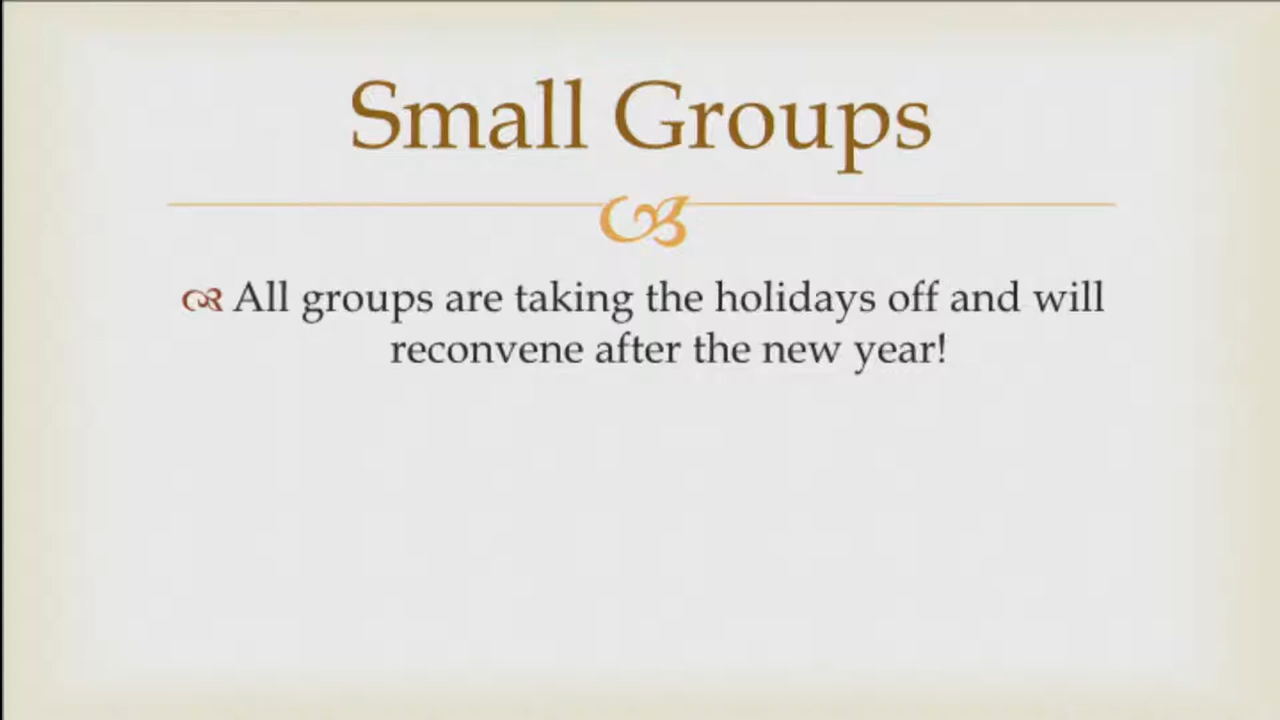 Small Groups
All groups are taking the holidays off and will
reconvene after the new year!